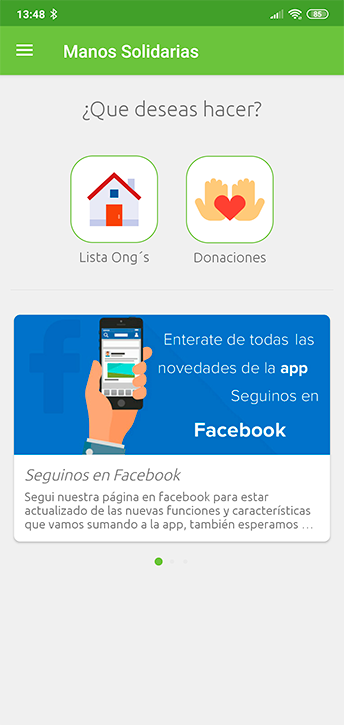 13:48
85
Manos Solidarias
¿Que deseas hacer?
Lista Ong´s
Donaciones
Enterate de todas las
novedades de la app
Seguinos en
Facebook
Seguinos en Facebook
Segui nuestra página en facebook para estar
actualizado de las nuevas funciones y características
que vamos sumando a la app, también esperamos ...